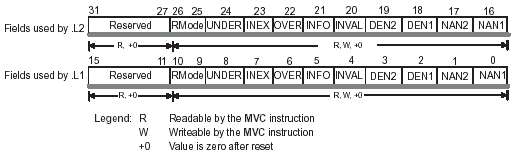 31 27 26 25 24 23 22 21 20 19 18 17 16
Fields used by .L2 Reserved RMode UNDER INEX OVER INFO INVAL DEN2 DEN1 NAN2 NAN1
R, +0 R, W, +0
15 11 10 9 8 7 6 5 4 3 2 1 0
Fields used by .L1 Reserved RMode UNDER INEX OVER INFO INVAL DEN2 DEN1 NAN2 NAN1
R, +0 R, W, +0
Legend: R Readable by the MVC instruction
W Writeable by the MVC instruction
+0 Value is zero after reset